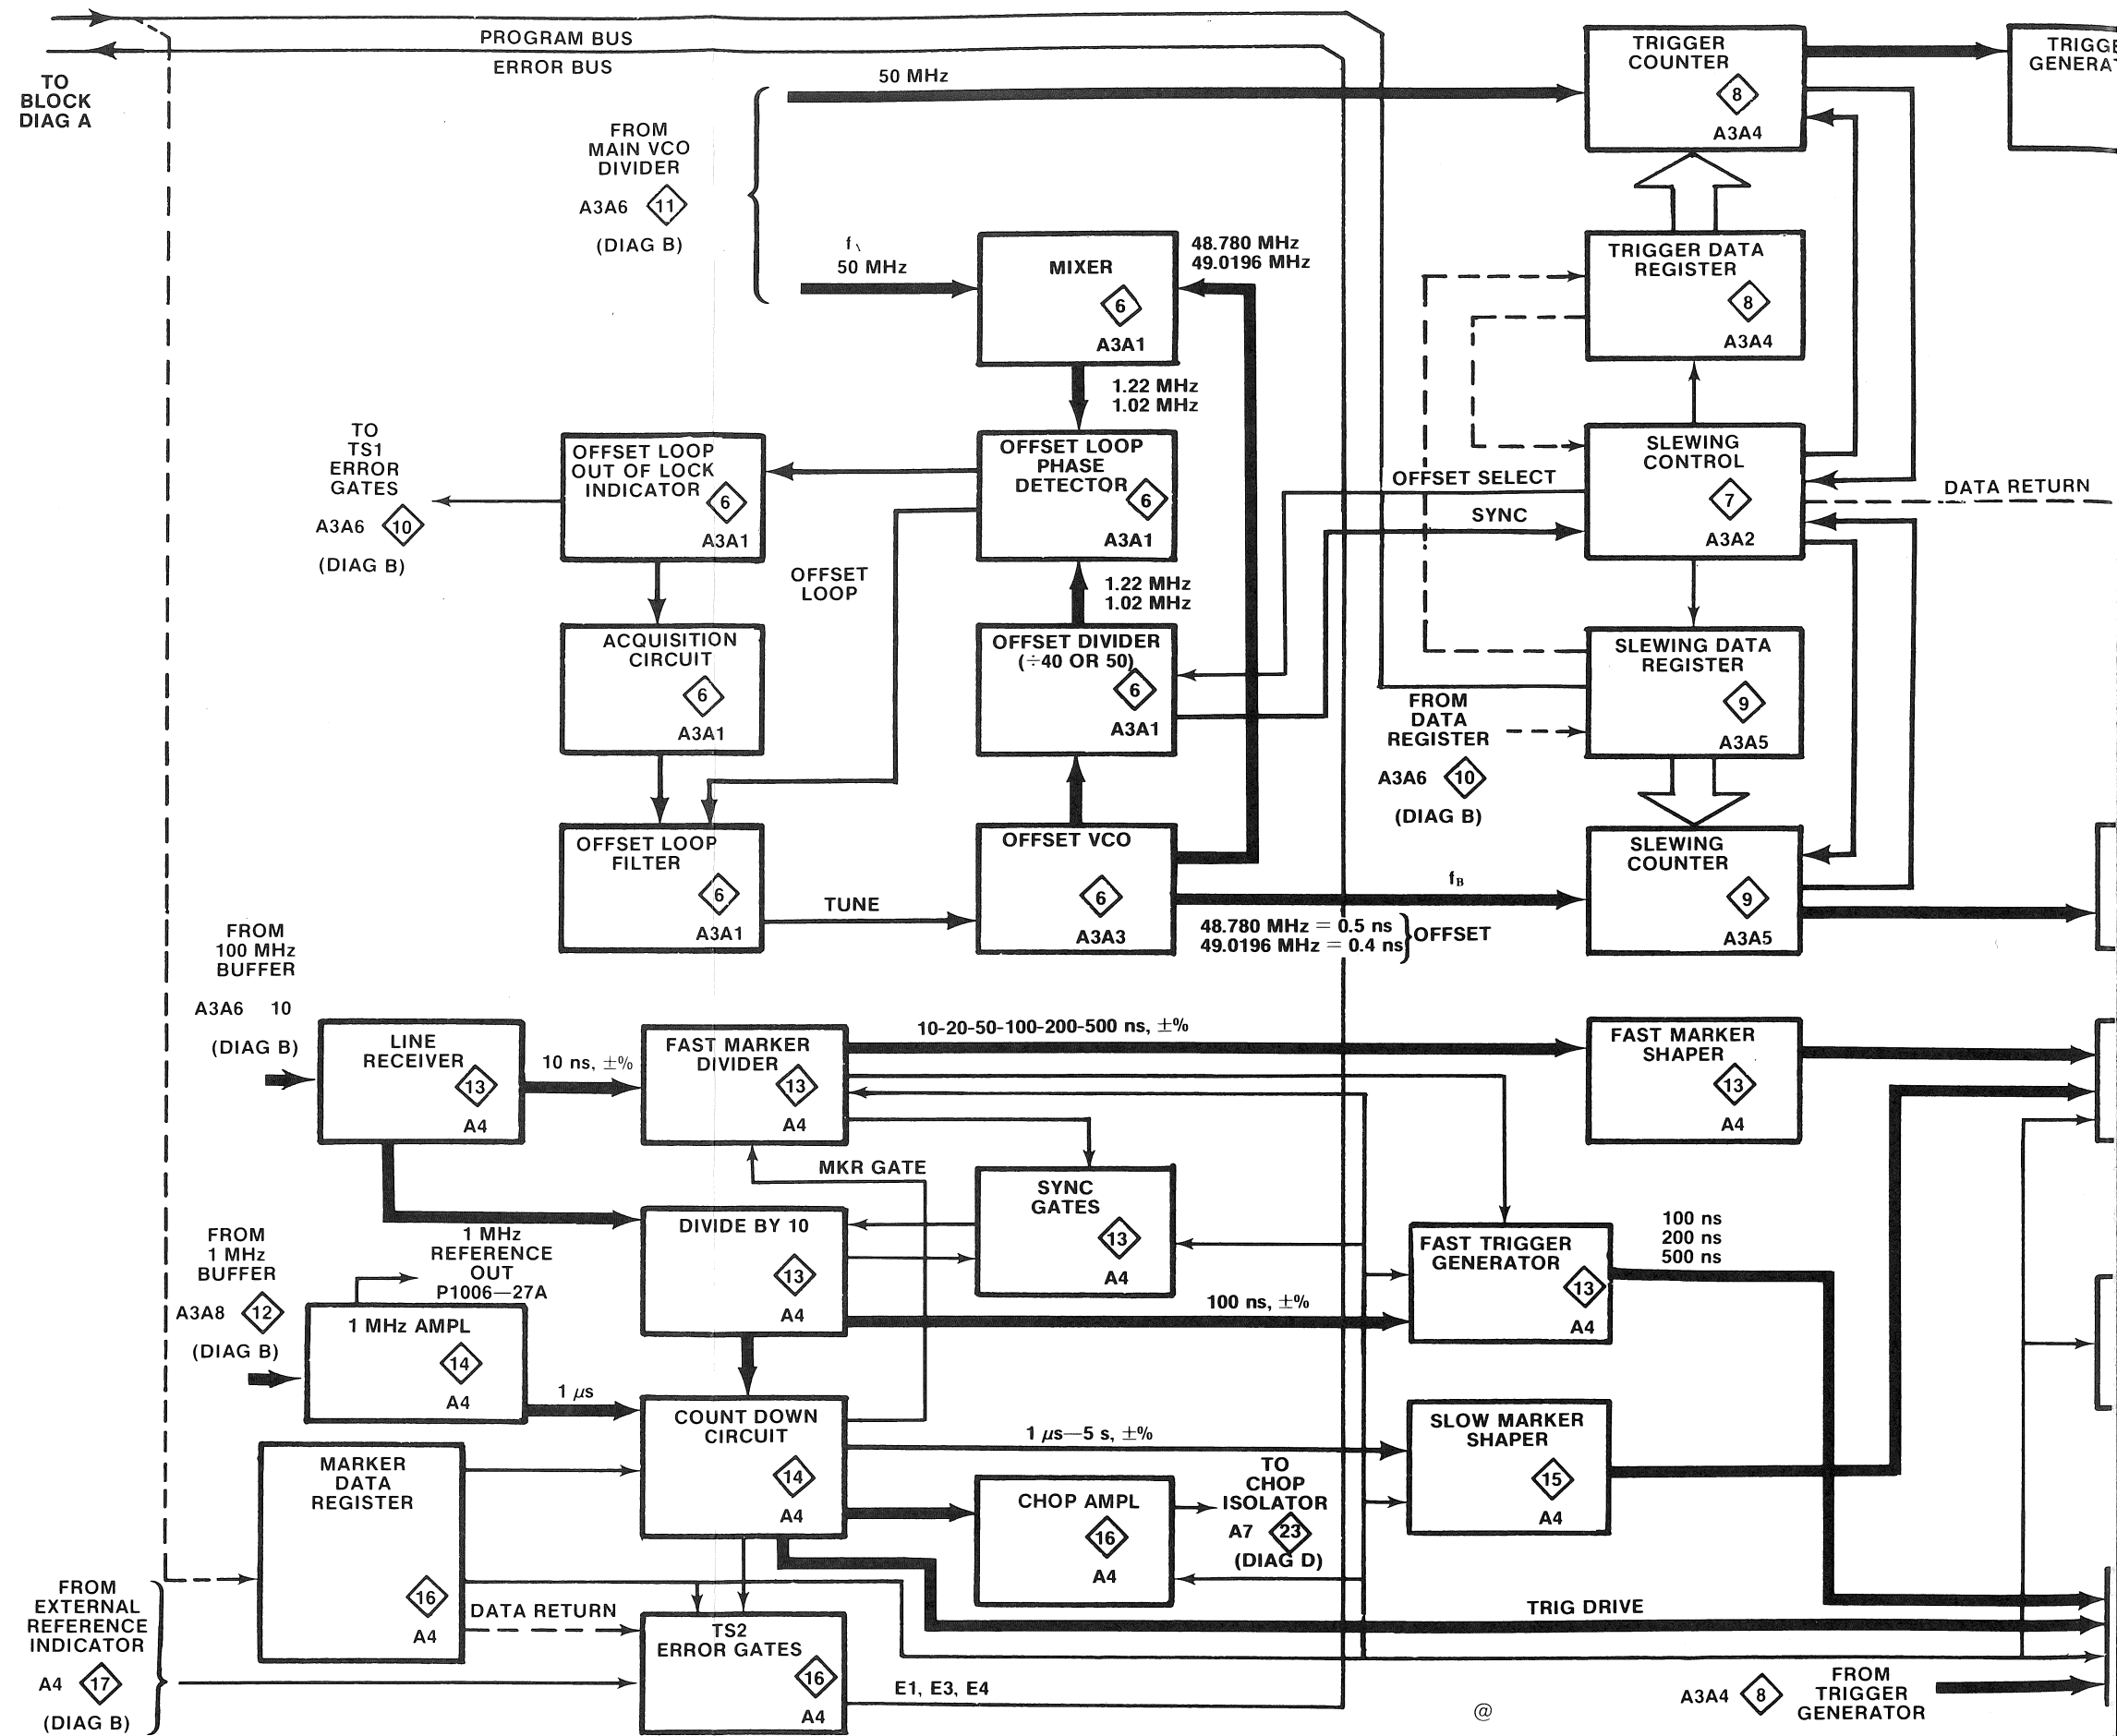 PROGRAM BUS
ERROR BUS
TO
BLOCK
DIAG A
50 MHz
FROM
MAIN VCO
DIVIDER
A3A6 11
(DIAG B)
50 MHz
MIXER
6
A3A1
48.780 MHz
49.0196 MHz
1.22 MHz
1.02 MHz
TRIGGER
COUNTER
8
A3A4
TRIGGER DATA
REGISTER
8
A3A4
TO
TS1
ERROR
GATES
A3A6 10
(DIAG B)
OFFSET LOOP
OUT OF LOCK
INDICATOR
6
A3A1
OFFSET LOOP
PHASE
DETECTOR
6
A3A1
OFFSET SELECT
SYNC
SLEWING
CONTROL
7
A3A2
DATA RETURN
OFFSET
LOOP
1.22 MHz
1.02 MHz
ACQUISITION
CIRCUIT
6
A3A1
OFFSET DIVIDER
(÷40 OR 50)
6
A3A1
SLEWING DATA
REGISTER
9
A3A5
FROM
DATA
REGISTER
A3A6 10
(DIAG B)
OFFSET LOOP
FILTER
6
A3A1
TUNE
OFFSET VCO
6
A3A3
fB
48.780 MHz = 0.5 ns
49.0196 MHz = 0.4 ns
OFFSET
SLEWING
COUNTER
9
A3A5
FROM
100 MHz
BUFFER
A3A6 10
(DIAG B)
LINE
RECEIVER
13
A4
10 ns, ±%
FAST MARKER
DIVIDER
13
A4
10-20-50-100-200-500 ns, ±%
FAST MARKER
SHAPER
13
A4
MKR GATE
SYNC
GATES
13
A4
FROM
1 MHz
BUFFER
A3A8 12
(DIAG B)
1 MHz
REFERENCE
OUT
P1006—27A
DIVIDE BY 10
13
A4
100 ns, ±%
FAST TRIGGER
GENERATOR
13
A4
100 ns
200 ns
500 ns
1 MHz AMPL
14
A4
1 μs
COUNT DOWN
CIRCUIT
14
A4
1 μs—5 s, ±%
SLOW MARKER
SHAPER
15
A4
MARKER
DATA
REGISTER
16
A4
CHOP AMPL
16
A4
TO
CHOP
ISOLATOR
A7 23
(DIAG D)
FROM
EXTERNAL
REFERENCE
INDICATOR
A4 17
(DIAG B)
DATA RETURN
TS2
ERROR GATES
16
A4
TRIG DRIVE
E1, E3, E4
@
A3A4 8
FROM
TRIGGER
GENERATOR